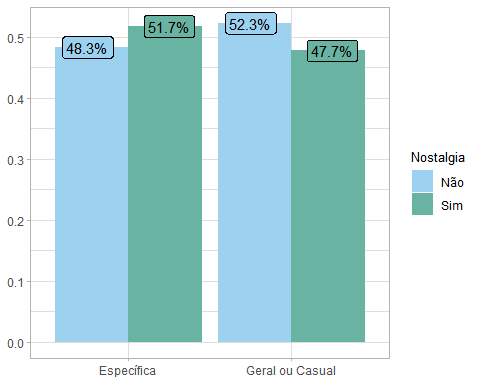 0.5
0.4
0.3
0.2
0.1
0.0
48.3%
51.7%
52.3%
47.7%
Específica
Geral ou Casual
Nostalgia
Não
Sim